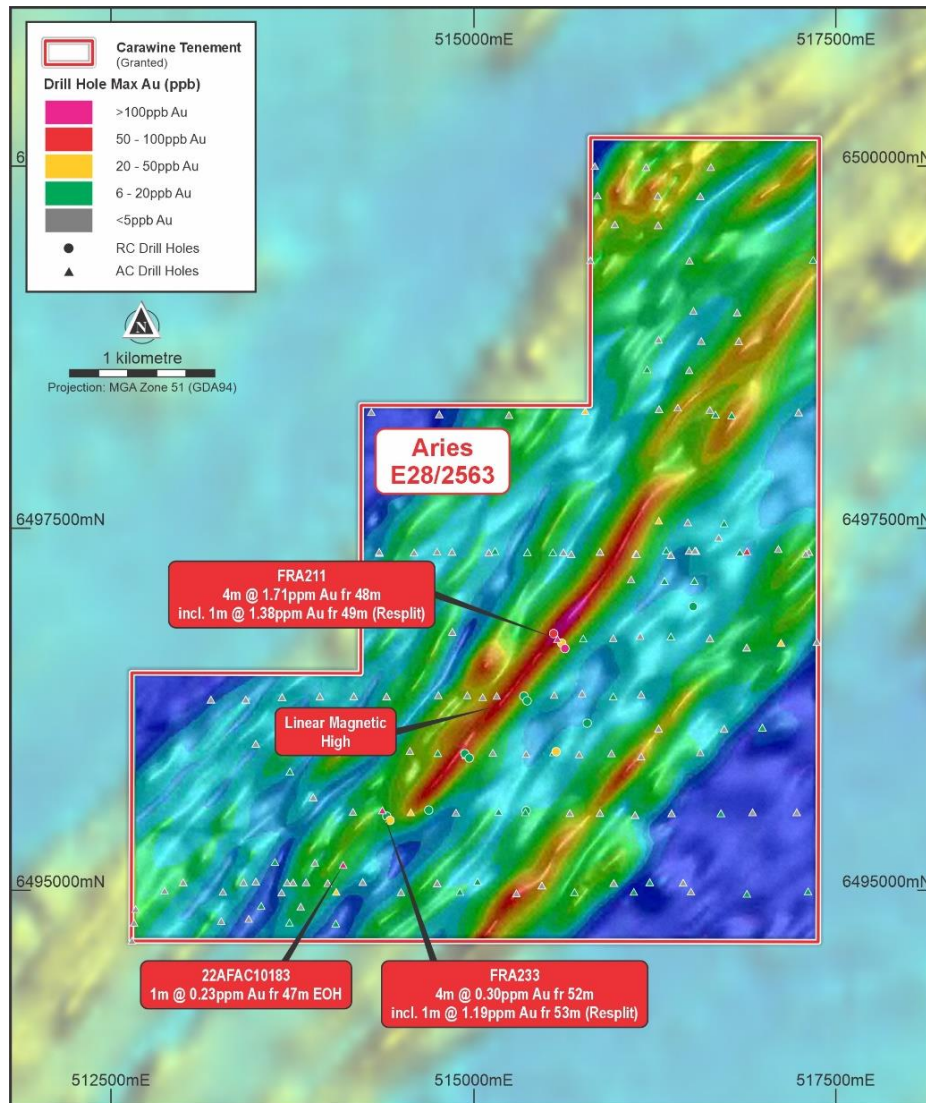 515000mE
517500mE
Carawine Tenement
(Granted)
Drill Hole Max Au (ppb)
>100ppb Au
50 - 100ppb Au
20 - 50ppb Au
6 - 20ppb Au
<5ppb Au
RC Drill Holes
AC Drill Holes
6
6500000mN
N
1 kilometre
Projection: MGA Zone 51 (GDA94)
Aries
E28/2563
6497500mN
6497500mN
FRA211
4m @ 1.71ppm Au fr 48m
incl. 1m @ 1.38ppm Au fr 49m (Resplit)
Linear Magnetic
High
6495000mN
6495000mN
22AFAC10183
1m @ 0.23ppm Au fr 47m EOH
FRA233
4m @ 0.30ppm Au fr 52m
incl. 1m @ 1.19ppm Au fr 53m (Resplit)
512500mE
515000mE
517500mE